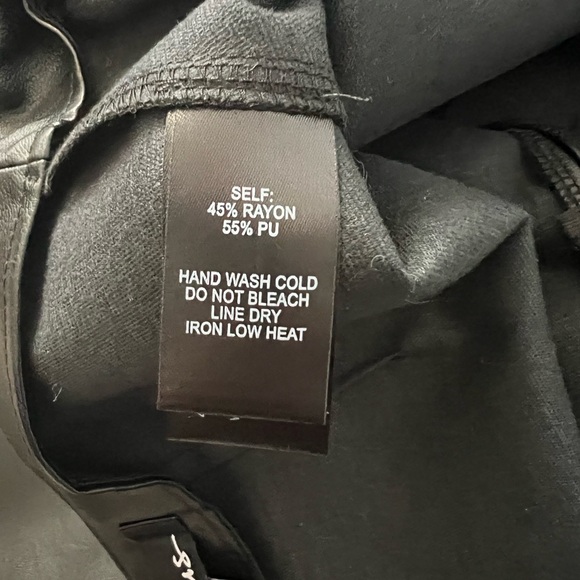 SELF:
45% RAYON
55% PU
HAND WASH COLD
DO NOT BLEACH
LINE DRY
IRON LOW HEAT